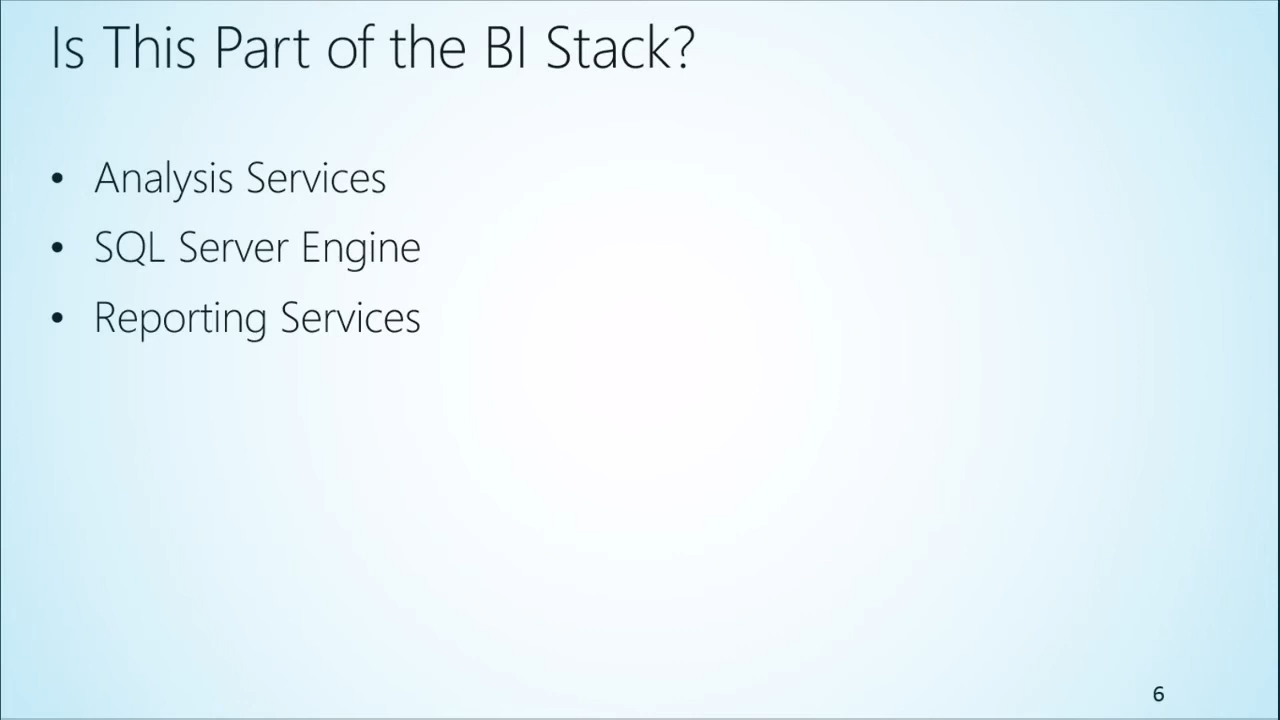 Is This Part of the BI Stack?
• Analysis Services
• SQL Server Engine
• Reporting Services
6